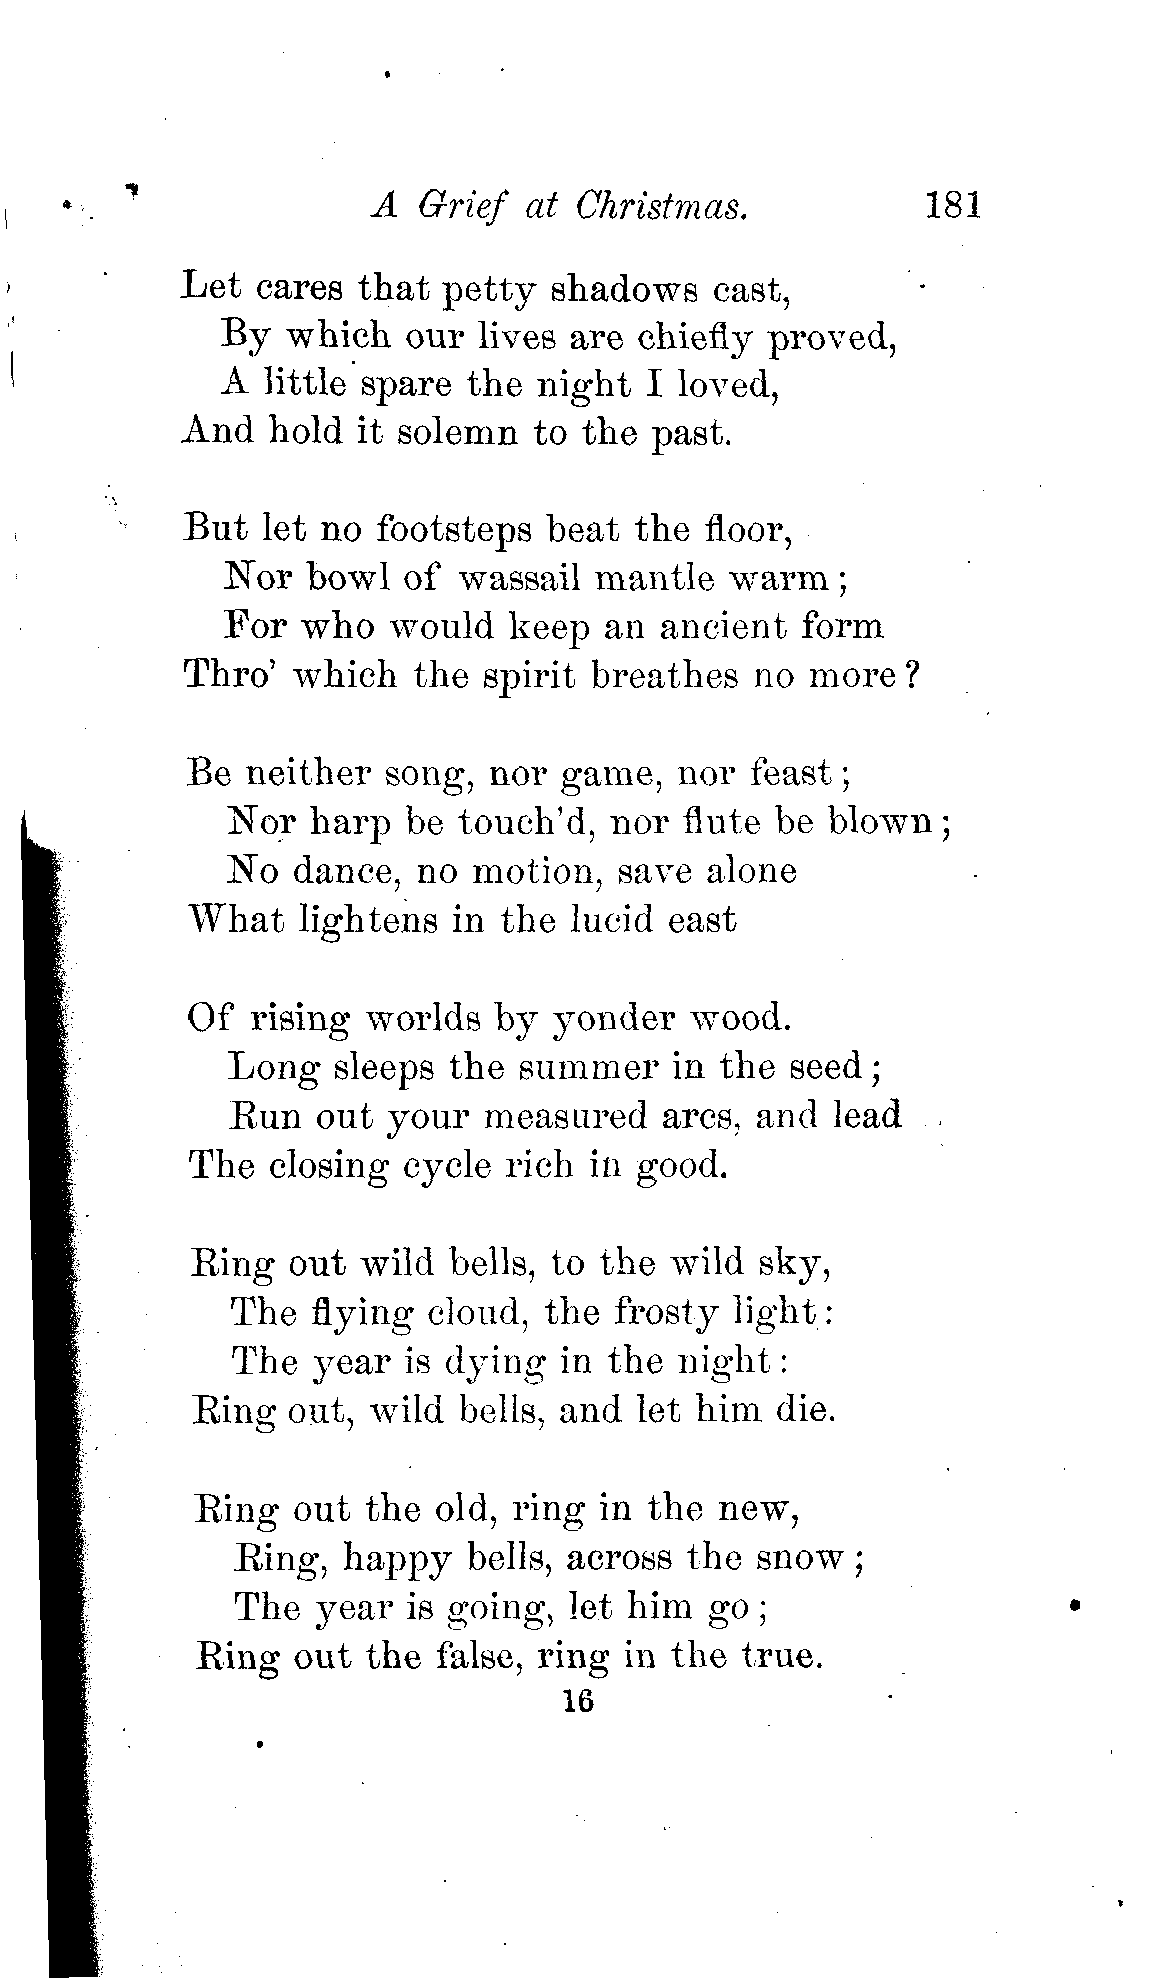 A Grief at Christmas. 181
Let cares that petty shadows cast,
By which our lives are chiefly proved,
A little spare the night I loved,
And hold it solemn to the past.
But let no footsteps beat the floor,
Nor bowl of wassail mantle warm;
For who would keep an ancient form
Thro' which the spirit breathes no more?
Be neither song, nor game, nor feast;
Nor harp be touch'd, nor flute be blown;
No dance, no motion, save alone
What lightens in the lucid east
Of rising worlds by yonder wood.
Long sleeps the summer in the seed;
Run out your measured arcs, and lead
The closing cycle rich in good.
Ring out wild bells, to the wild sky,
The flying cloud, the frosty light:
The year is dying in the night:
Ring out, wild bells, and let him die.
Ring out the old, ring in the new,
Ring, happy bells, across the snow;
The year is going, let him go;
Ring out the false, ring in the true.
16